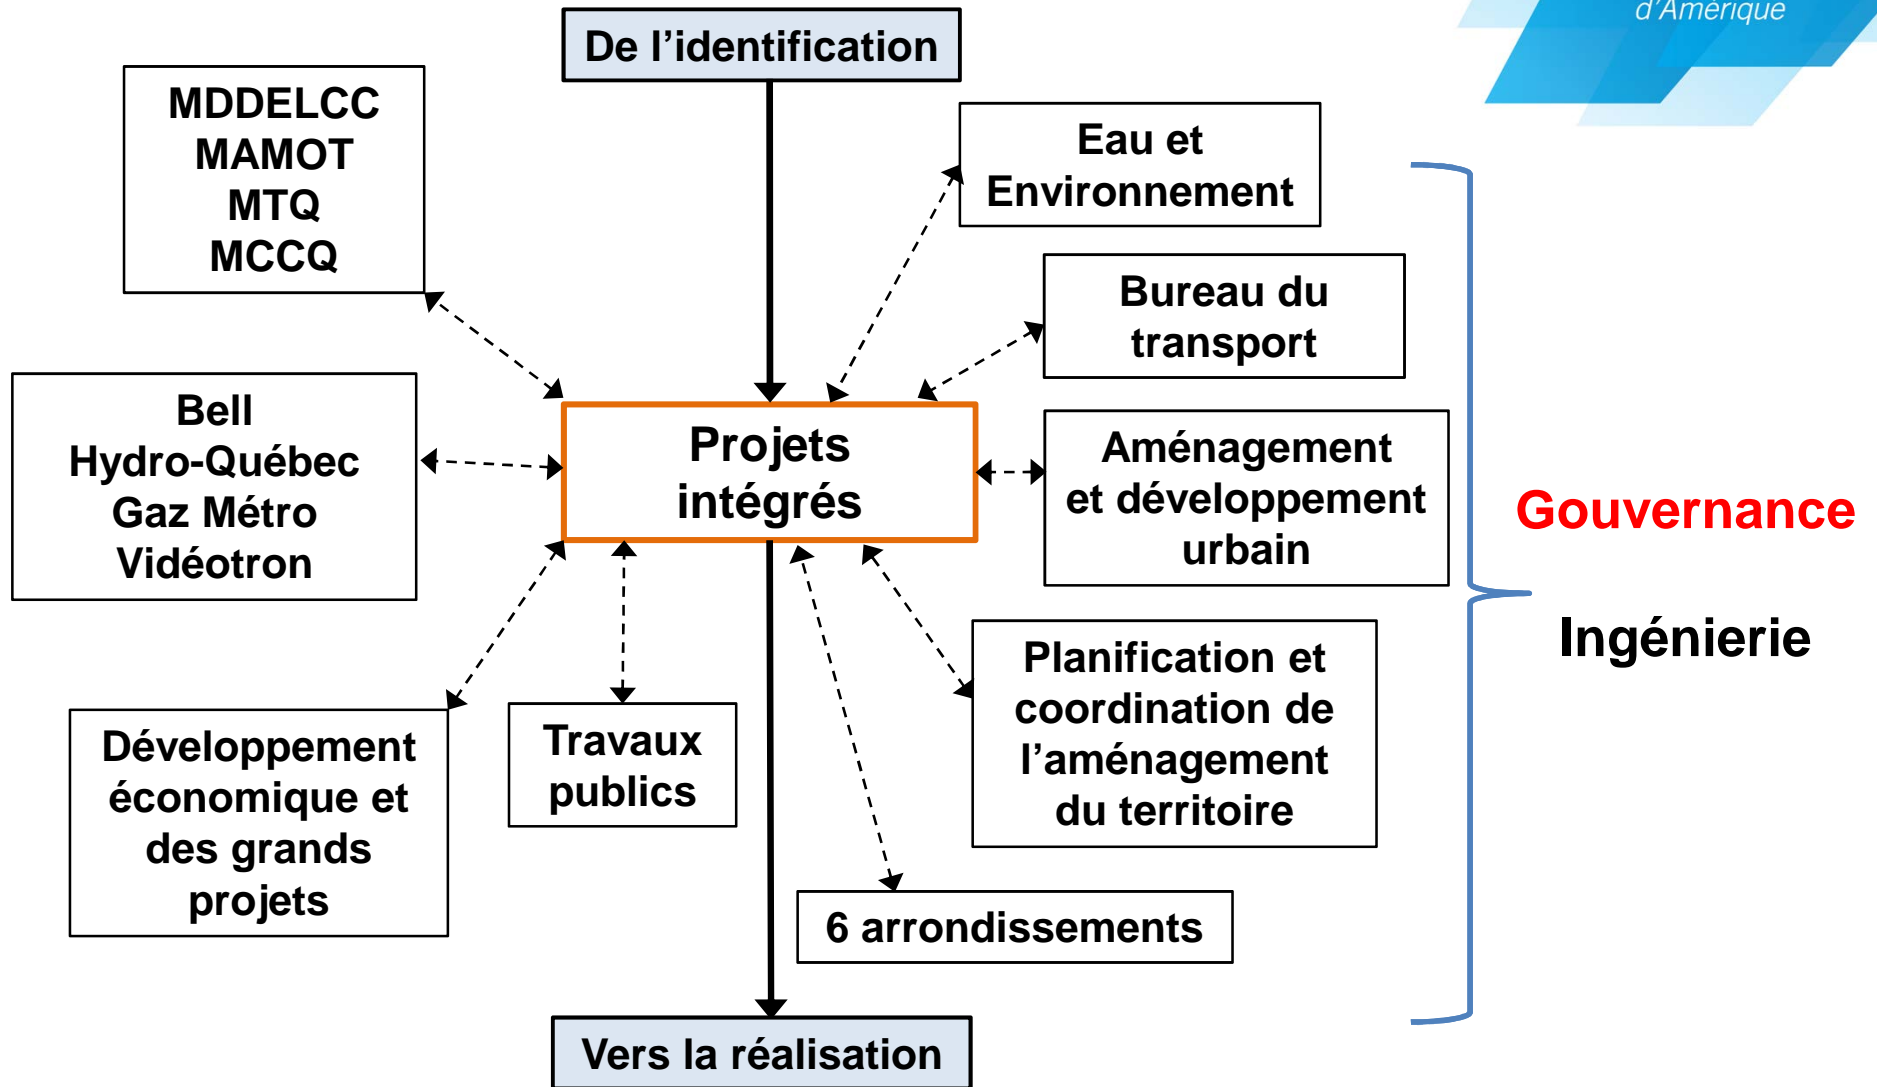 d'Amérique
De l’identification
MDDELCC
MAMOT
MTQ
MCCQ
Eau et
Environnement
Bureau du
transport
Bell
Hydro-Québec
Gaz Métro
Vidéotron
Projets
intégrés
Aménagement
et développement
urbain
Gouvernance
Ingénierie
Planification et
coordination de
l’aménagement
du territoire
Développement
économique et
des grands
projets
Travaux
publics
6 arrondissements
Vers la réalisation